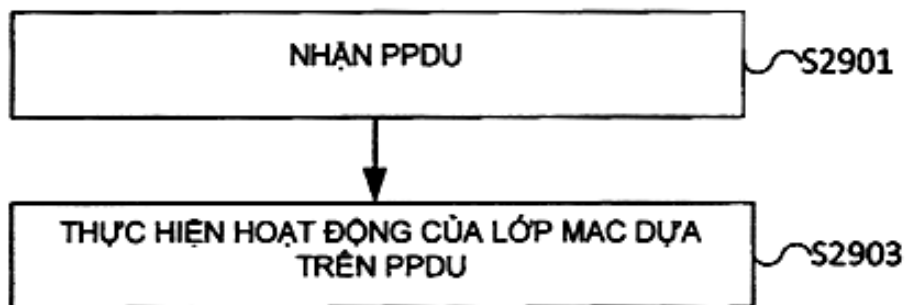 NHẬN PPDU
S2901
THỰC HIỆN HOẠT ĐỘNG CỦA LỚP MAC DỰA
TRÊN PPDU
S2903